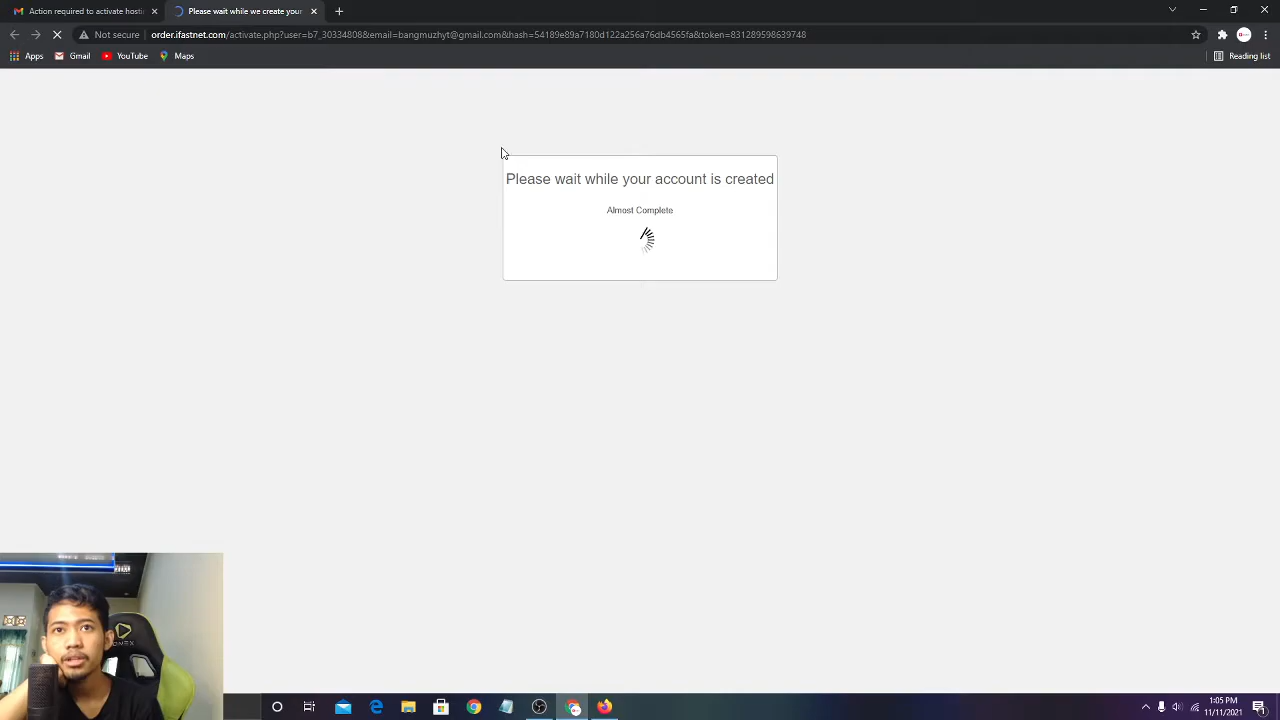 Action required to activate hosti
Please wait while we create your
Not secure
order.ifastnet.com/activate.php?user=b7_30334808&email=bangmuzhyt@gmail.com&hash=54189e89a7180d122a256a76db4565fa&token=831289598639748
Apps
Gmail
YouTube
Maps
Reading list
Please wait while your account is created
Almost Complete
1:05 PM
11/11/2021